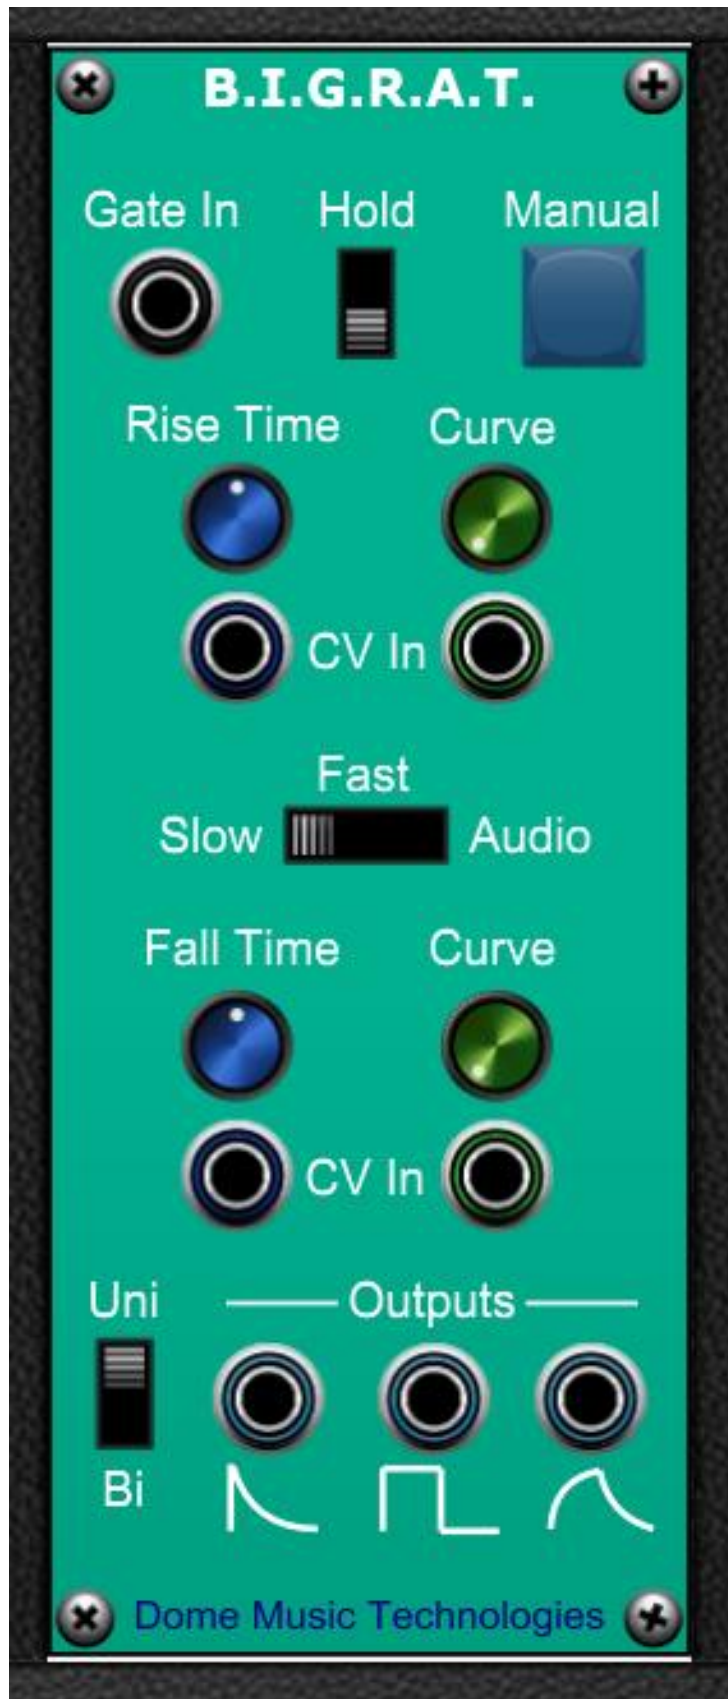 B.I.G.R.A.T.
Gate In Hold Manual
Rise Time Curve
CV In
Fast
Slow Audio
Fall Time Curve
CV In
Uni Outputs
Bi
Dome Music Technologies